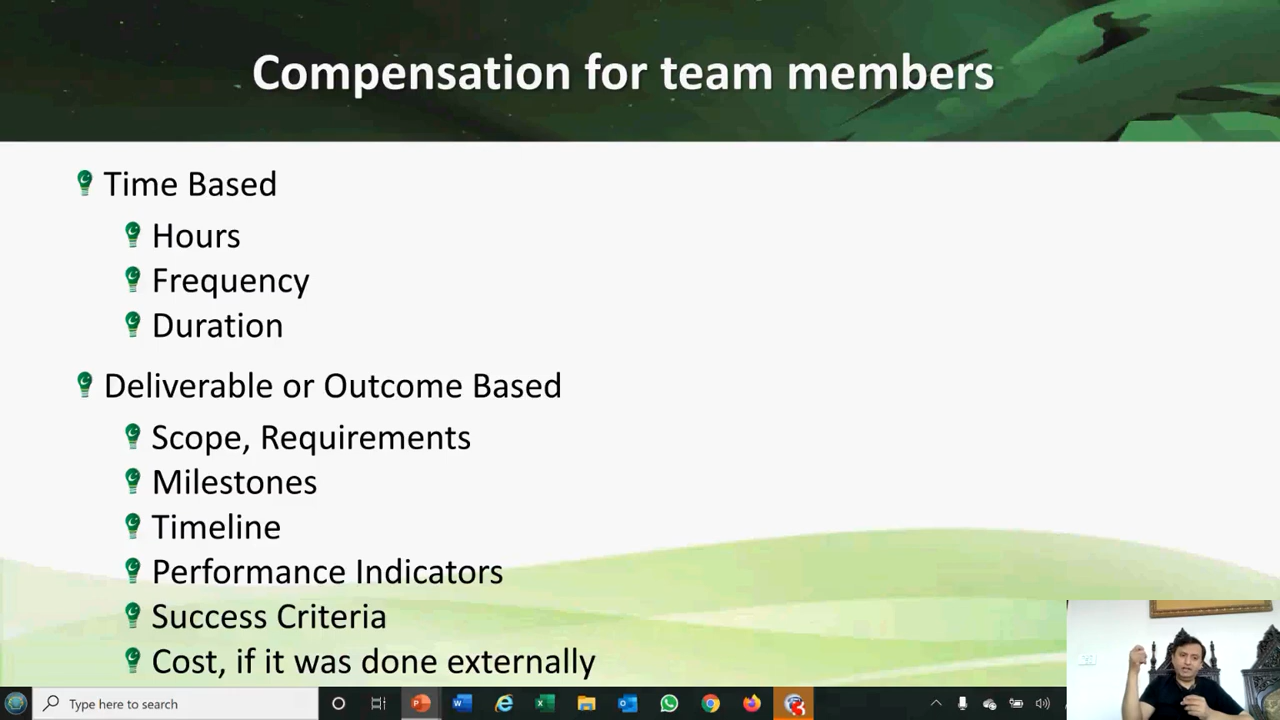 Compensation for team members
Time Based
Hours
Frequency
Duration
Deliverable or Outcome Based
Scope, Requirements
Milestones
Timeline
Performance Indicators
Success Criteria
Cost, if it was done externally
Type here to search